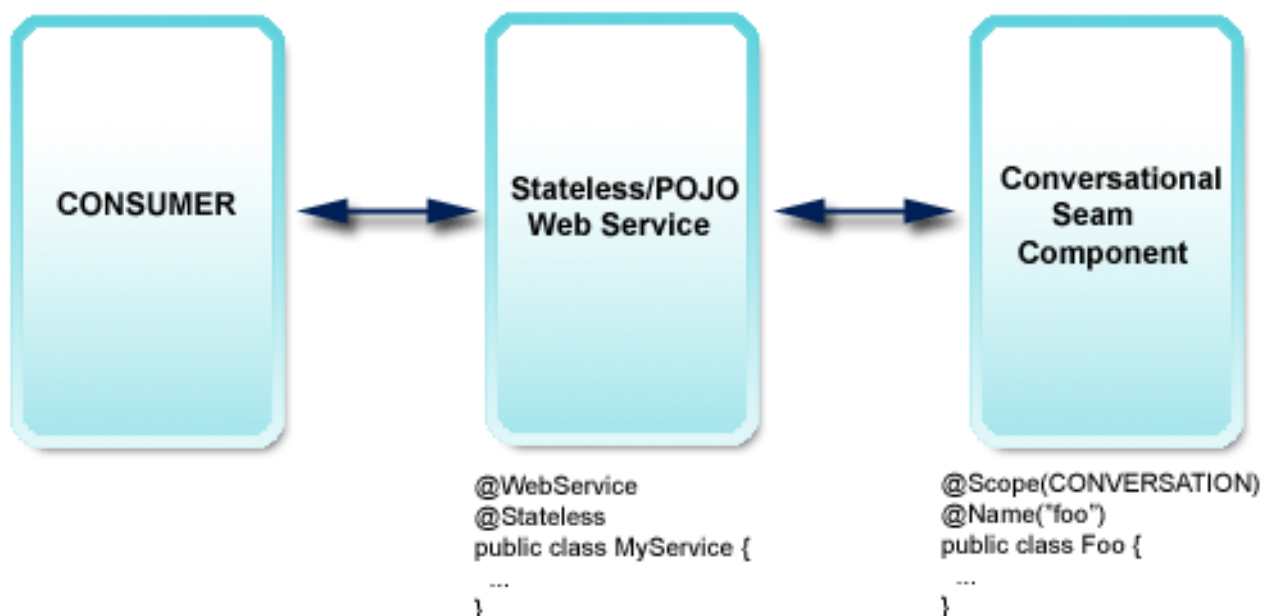 CONSUMER
Stateless/POJO
Web Service
Conversational
Seam
Component
@WebService
@Stateless
public class MyService {
...
}
@Scope(CONVERSATION)
@Name("foo")
public class Foo {
...
}